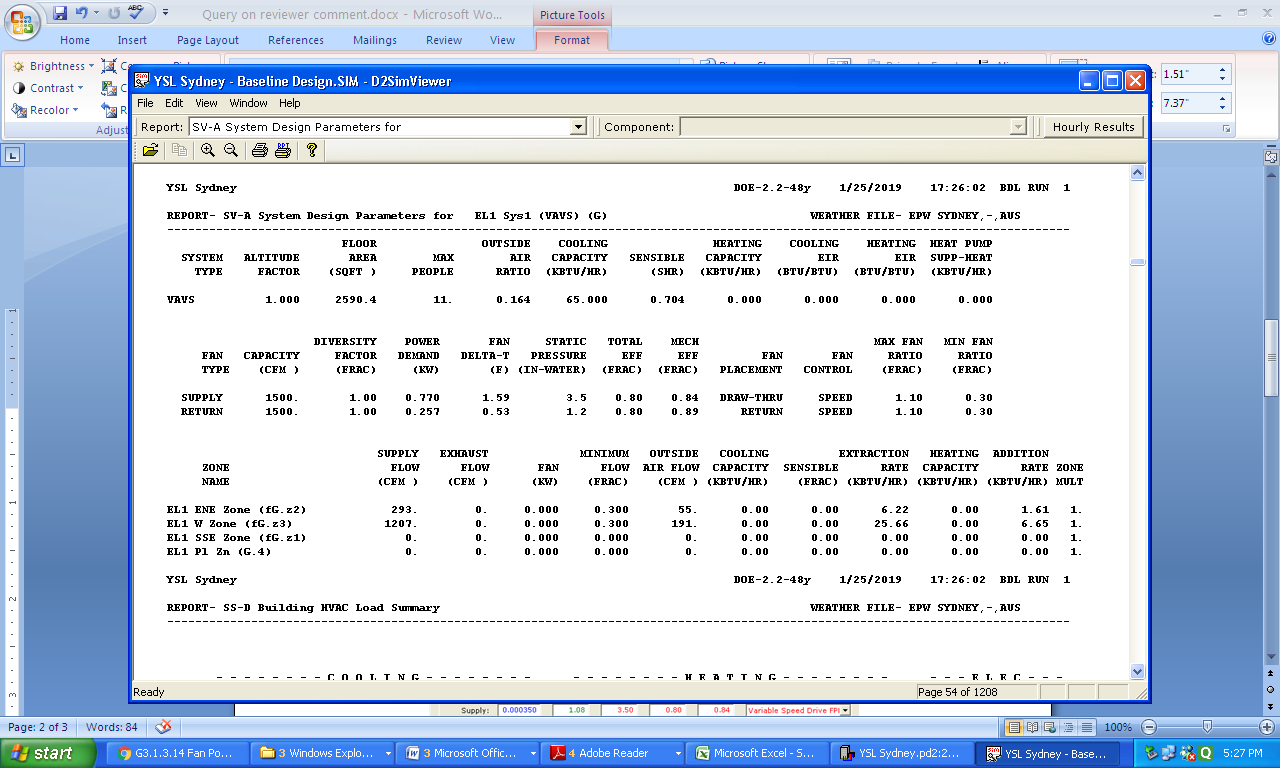 Query on reviewer comment.docx - Microsoft Wo...
Picture Tools
Home Insert Page Layout References Mailings Review View Format
Brightness
Contrast
Recolor
Adjust
1.51"
7.37"
YSL Sydney - Baseline Design.SIM - D2SimViewer
File Edit View Window Help
Report: SV-A System Design Parameters for Component: Hourly Results
YSL Sydney DOE-2.2-48y 1/25/2019 17:26:02 BDL RUN 1
REPORT- SV-A System Design Parameters for EL1 Sys1 (VAVS) (G) WEATHER FILE- EPW SYDNEY,-,AUS
FLOOR OUTSIDE COOLING HEATING COOLING HEATING HEAT PUMP
SYSTEM ALTITUDE AREA MAX AIR CAPACITY SENSIBLE CAPACITY EIR EIR SUPP-HEAT
TYPE FACTOR (SQFT ) PEOPLE RATIO (KBTU/HR) (SHR) (KBTU/HR) (BTU/BTU) (BTU/BTU) (KBTU/HR)
VAVS 1.000 2590.4 11. 0.164 65.000 0.704 0.000 0.000 0.000 0.000
DIVERSITY POWER FAN STATIC TOTAL MECH MAX FAN MIN FAN
FAN CAPACITY FACTOR DEMAND DELTA-T PRESSURE EFF EFF FAN FAN RATIO RATIO
TYPE (CFM ) (FRAC) (KW) (F) (IN-WATER) (FRAC) (FRAC) PLACEMENT CONTROL (FRAC) (FRAC)
SUPPLY 1500. 1.00 0.770 1.59 3.5 0.80 0.84 DRAW-THRU SPEED 1.10 0.30
RETURN 1500. 1.00 0.257 0.53 1.2 0.80 0.89 RETURN SPEED 1.10 0.30
SUPPLY EXHAUST MINIMUM OUTSIDE COOLING EXTRACTION HEATING ADDITION
ZONE FLOW FLOW FAN FLOW AIR FLOW CAPACITY SENSIBLE RATE CAPACITY RATE ZONE
NAME (CFM ) (CFM ) (KW) (FRAC) (CFM ) (KBTU/HR) (FRAC) (KBTU/HR) (KBTU/HR) (KBTU/HR) MULT
EL1 ENE Zone (fG.z2) 293. 0. 0.000 0.300 55. 0.00 0.00 6.22 0.00 1.61 1.
EL1 W Zone (fG.z3) 1207. 0. 0.000 0.300 191. 0.00 0.00 25.66 0.00 6.65 1.
EL1 SSE Zone (fG.z1) 0. 0. 0.000 0.000 0. 0.00 0.00 0.00 0.00 0.00 1.
EL1 Pl Zn (G.4) 0. 0. 0.000 0.000 0. 0.00 0.00 0.00 0.00 0.00 1.
YSL Sydney DOE-2.2-48y 1/25/2019 17:26:02 BDL RUN 1
REPORT- SS-D Building HVAC Load Summary WEATHER FILE- EPW SYDNEY,-,AUS
- - - - - - - - C O O L I N G - - - - - - - - - - - - - - - - H E A T I N G - - - - - - - - - - - E L E C - - -
Ready Page 54 of 1208
Supply: 0.000350 1.08 3.50 0.80 0.84 Variable Speed Drive FPI
Page: 2 of 3 Words: 84 100%
start G3.1.3.14 Fan Po... 3 Windows Explo... 3 Microsoft Offic... 4 Adobe Reader Microsoft Excel - S... YSL Sydney.pd2:2... YSL Sydney - Base... 5:27 PM